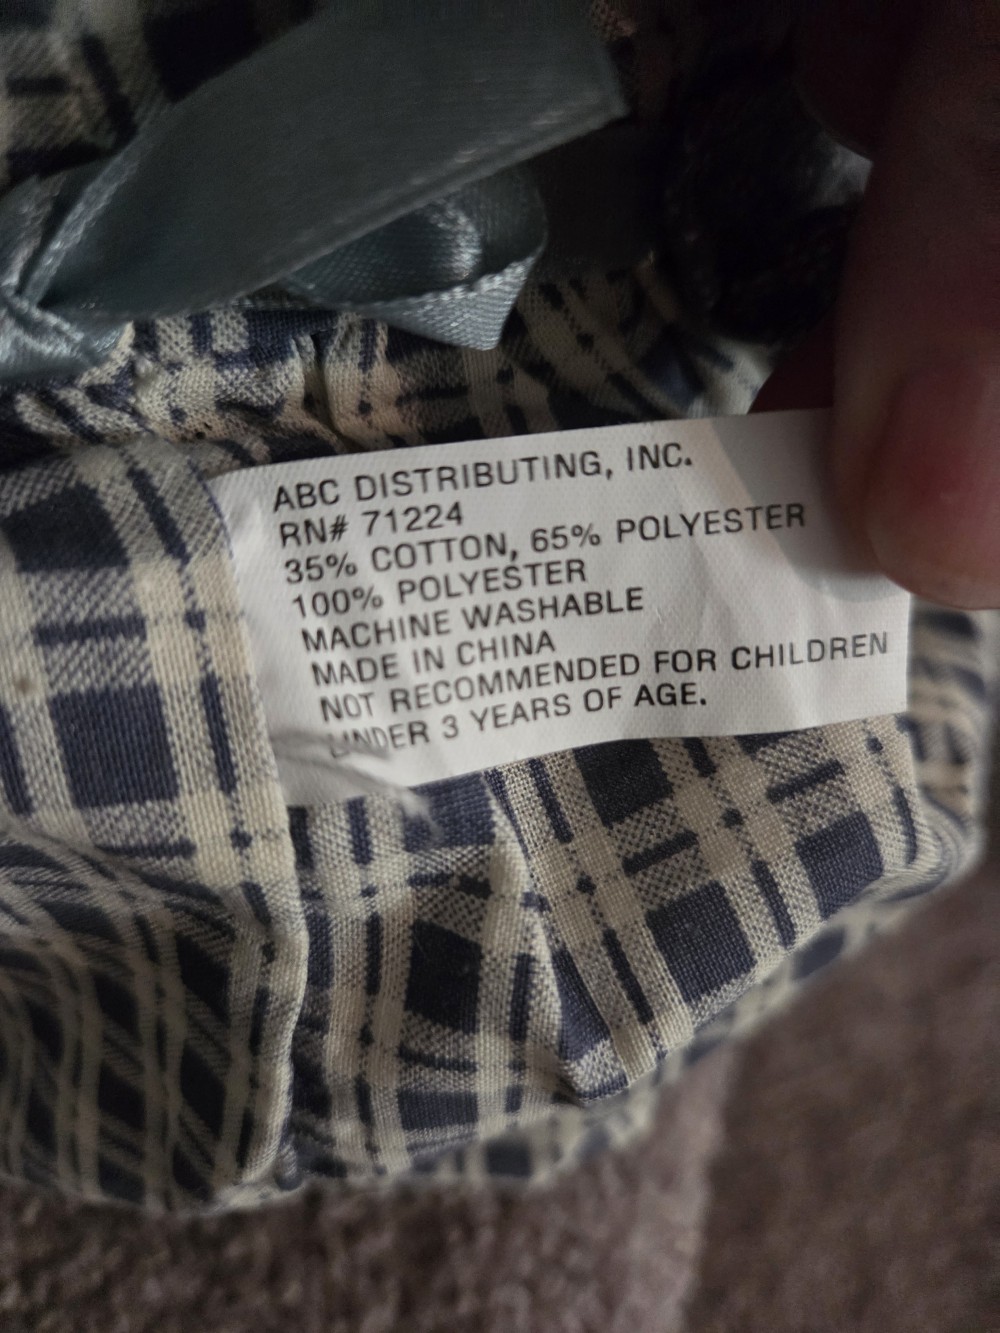 ABC DISTRIBUTING, INC.
RN# 71224
35% COTTON, 65% POLYESTER
100% POLYESTER
MACHINE WASHABLE
MADE IN CHINA
NOT RECOMMENDED FOR CHILDREN
UNDER 3 YEARS OF AGE.